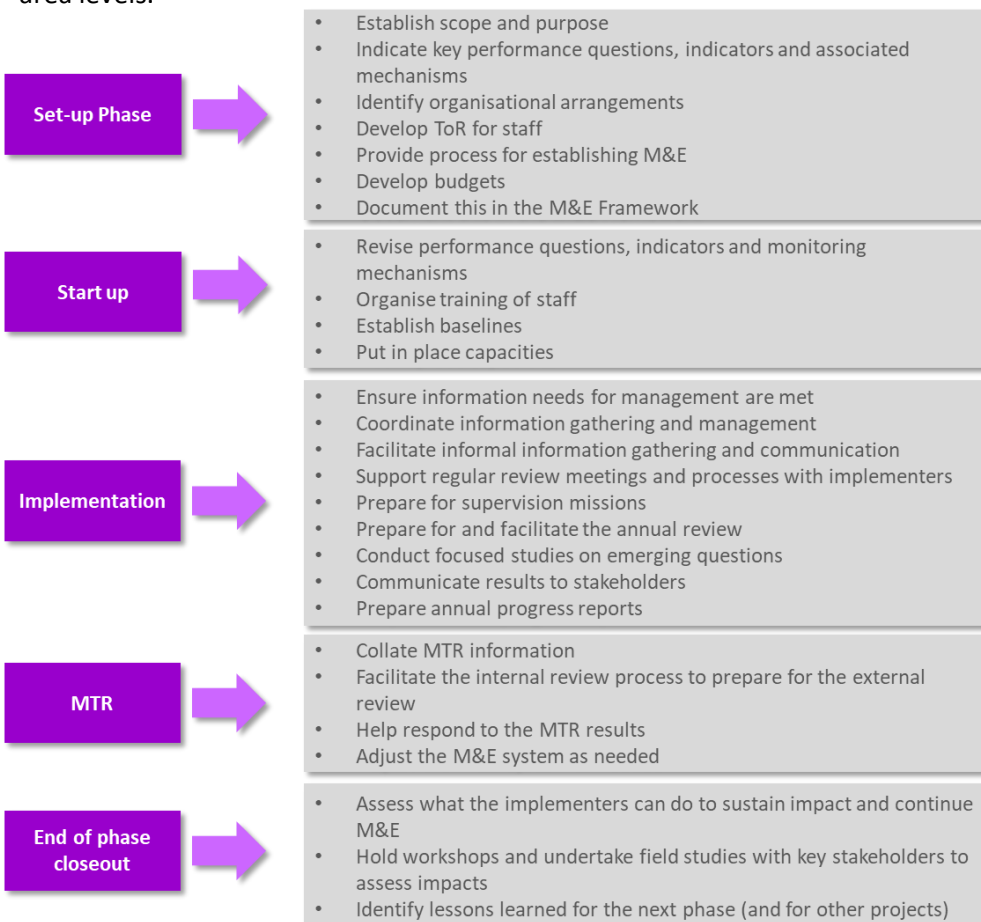 area levels.
Set-up Phase
• Establish scope and purpose
• Indicate key performance questions, indicators and associated
mechanisms
• Identify organisational arrangements
• Develop ToR for staff
• Provide process for establishing M&E
• Develop budgets
• Document this in the M&E Framework
Start up
• Revise performance questions, indicators and monitoring
mechanisms
• Organise training of staff
• Establish baselines
• Put in place capacities
Implementation
• Ensure information needs for management are met
• Coordinate information gathering and management
• Facilitate informal information gathering and communication
• Support regular review meetings and processes with implementers
• Prepare for supervision missions
• Prepare for and facilitate the annual review
• Conduct focused studies on emerging questions
• Communicate results to stakeholders
• Prepare annual progress reports
MTR
• Collate MTR information
• Facilitate the internal review process to prepare for the external
review
• Help respond to the MTR results
• Adjust the M&E system as needed
End of phase
closeout
• Assess what the implementers can do to sustain impact and continue
M&E
• Hold workshops and undertake field studies with key stakeholders to
assess impacts
• Identify lessons learned for the next phase (and for other projects)